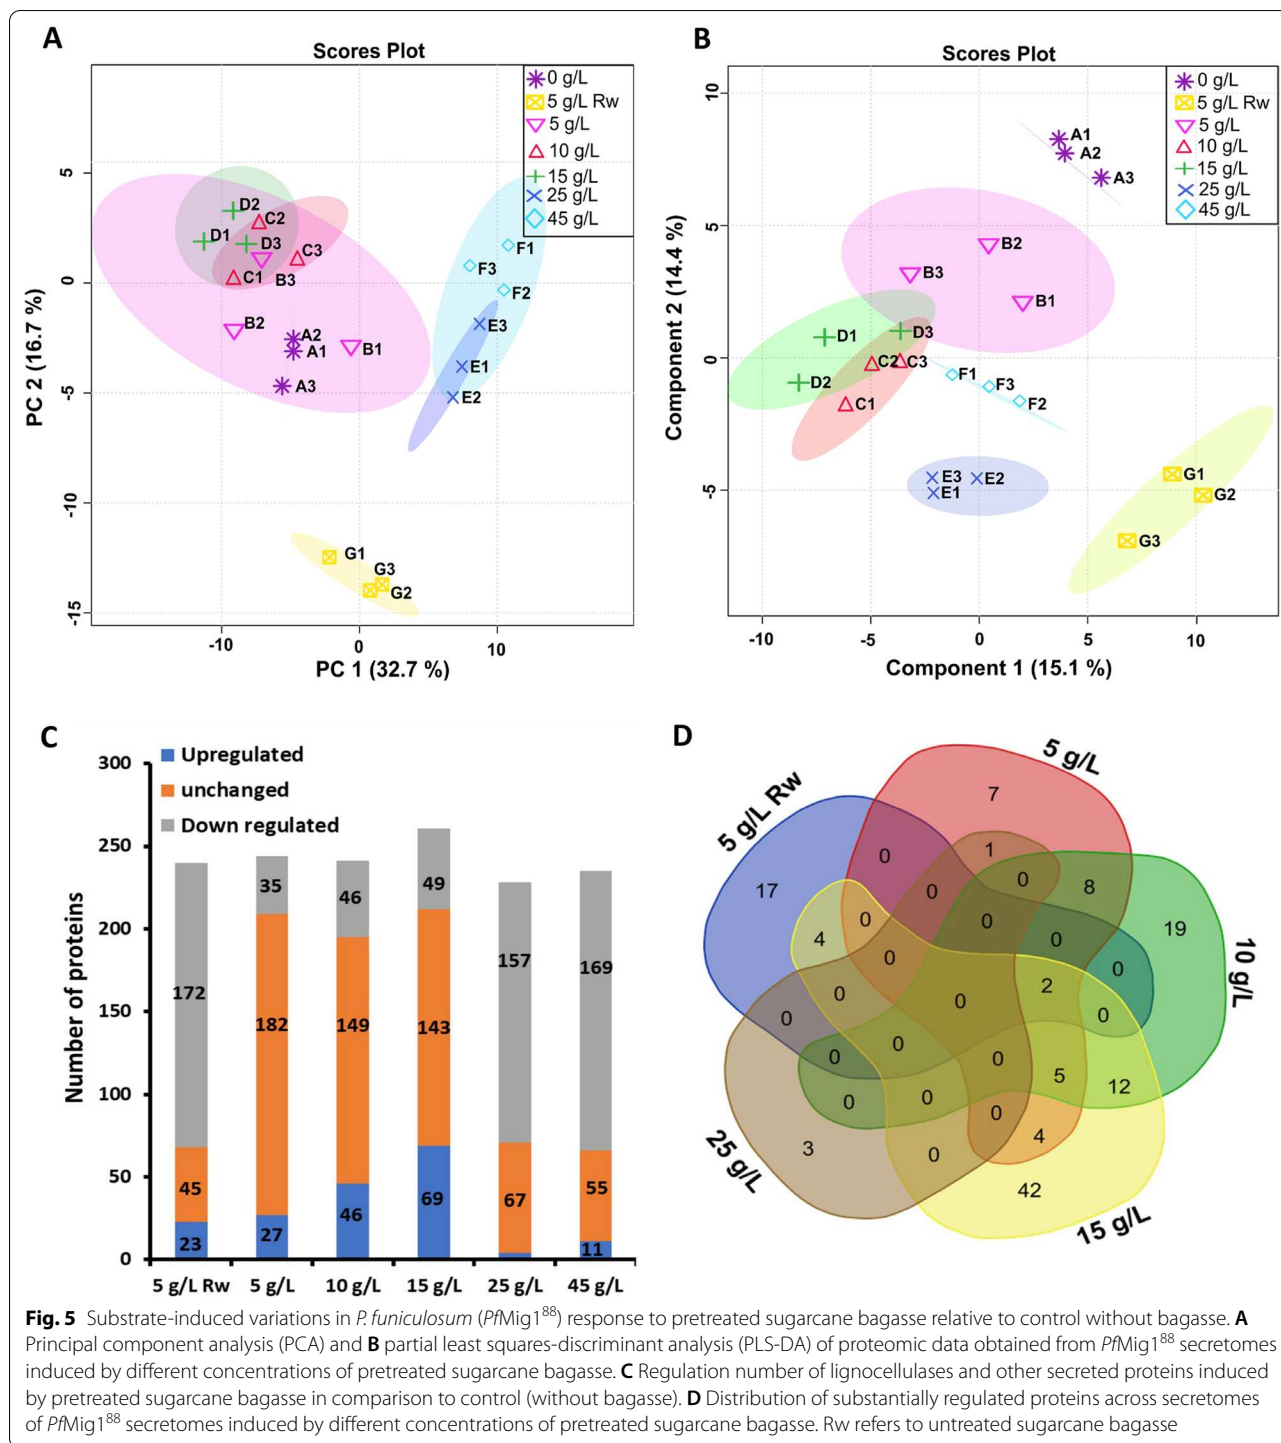 A
Scores Plot
0 g/L
5 g/L Rw
5 g/L
10 g/L
15 g/L
25 g/L
45 g/L
D2
C2
D1
D3
C3
C1
B3
B2
A2
A1
B1
A3
F1
F3
F2
E3
E1
E2
G1
G3
G2
5
0
-5
-10
-15
PC 2 (16.7 %)
-10
0
10
PC 1 (32.7 %)
B
Scores Plot
0 g/L
5 g/L Rw
5 g/L
10 g/L
15 g/L
25 g/L
45 g/L
A1
A2
A3
B2
B3
B1
D1
D3
C2
C3
D2
C1
F1
F3
F2
E3
E2
E1
G1
G2
G3
10
5
0
-5
Component 2 (14.4 %)
-10
-5
0
5
10
Component 1 (15.1 %)
C
Upregulated
unchanged
Down regulated
300
250
200
150
100
50
0
Number of proteins
172
45
23
35
182
27
46
149
46
49
143
69
157
67
169
55
11
5 g/L Rw
5 g/L
10 g/L
15 g/L
25 g/L
45 g/L
D
5 g/L Rw
5 g/L
10 g/L
15 g/L
25 g/L
7
0
1
17
0
0
8
19
0
0
0
4
0
0
0
0
2
0
0
0
0
0
0
5
12
0
0
0
3
0
4
42
Fig. 5 Substrate-induced variations in P. funiculosum (PfMig1⁸⁸) response to pretreated sugarcane bagasse relative to control without bagasse. A
Principal component analysis (PCA) and B partial least squares-discriminant analysis (PLS-DA) of proteomic data obtained from PfMig1⁸⁸ secretomes
induced by different concentrations of pretreated sugarcane bagasse. C Regulation number of lignocellulases and other secreted proteins induced
by pretreated sugarcane bagasse in comparison to control (without bagasse). D Distribution of substantially regulated proteins across secretomes
of PfMig1⁸⁸ secretomes induced by different concentrations of pretreated sugarcane bagasse. Rw refers to untreated sugarcane bagasse